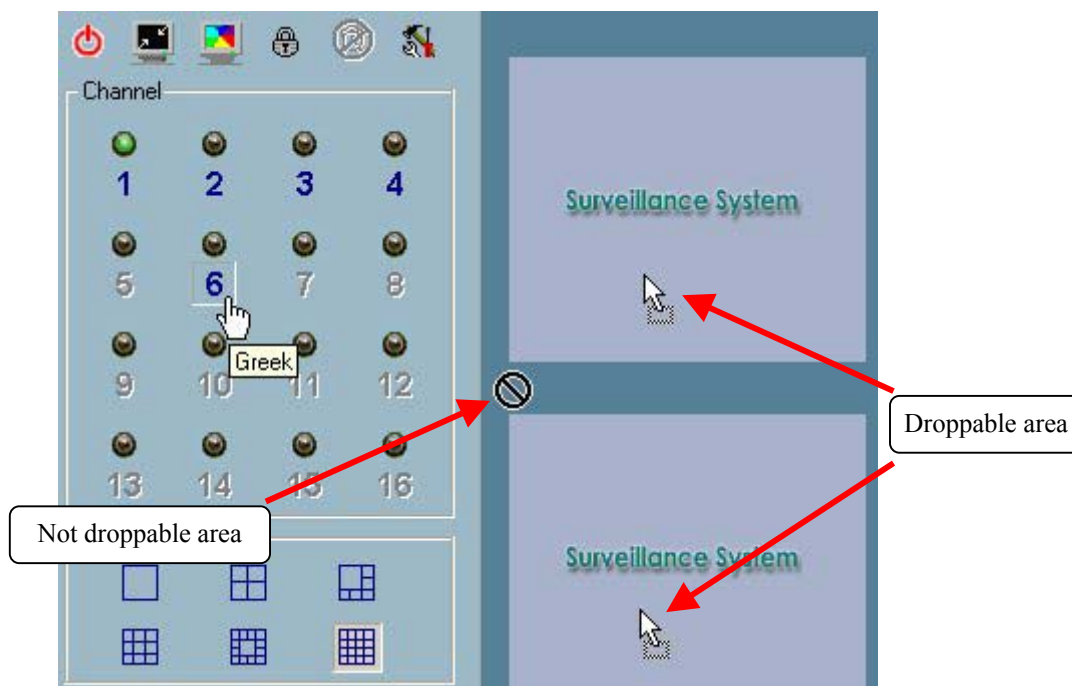 Channel
1 2 3 4
Surveillance System
5 6 7 8
Greek
9 10 11 12
Droppable area
13 14 15 16
Not droppable area
Surveillance System